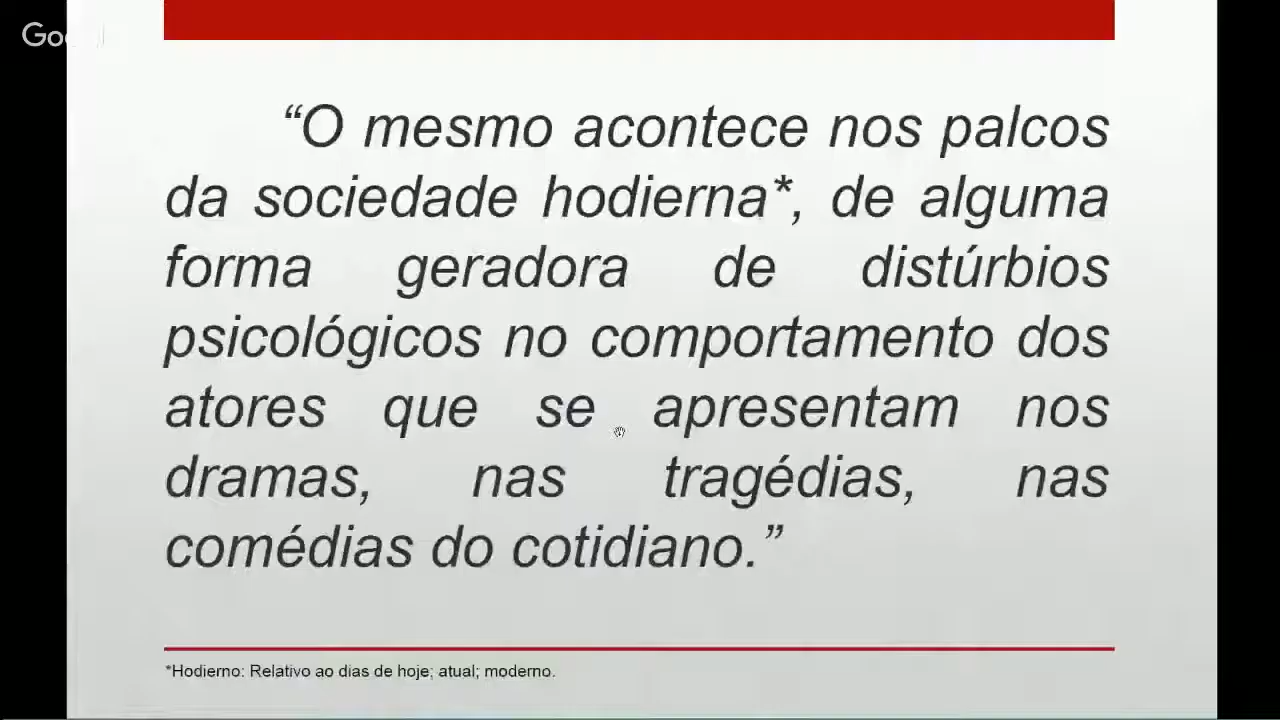 “O mesmo acontece nos palcos
da sociedade hodierna*, de alguma
forma geradora de distúrbios
psicológicos no comportamento dos
atores que se apresentam nos
dramas, nas tragédias, nas
comédias do cotidiano.”
*Hodierno: Relativo ao dias de hoje; atual; moderno.